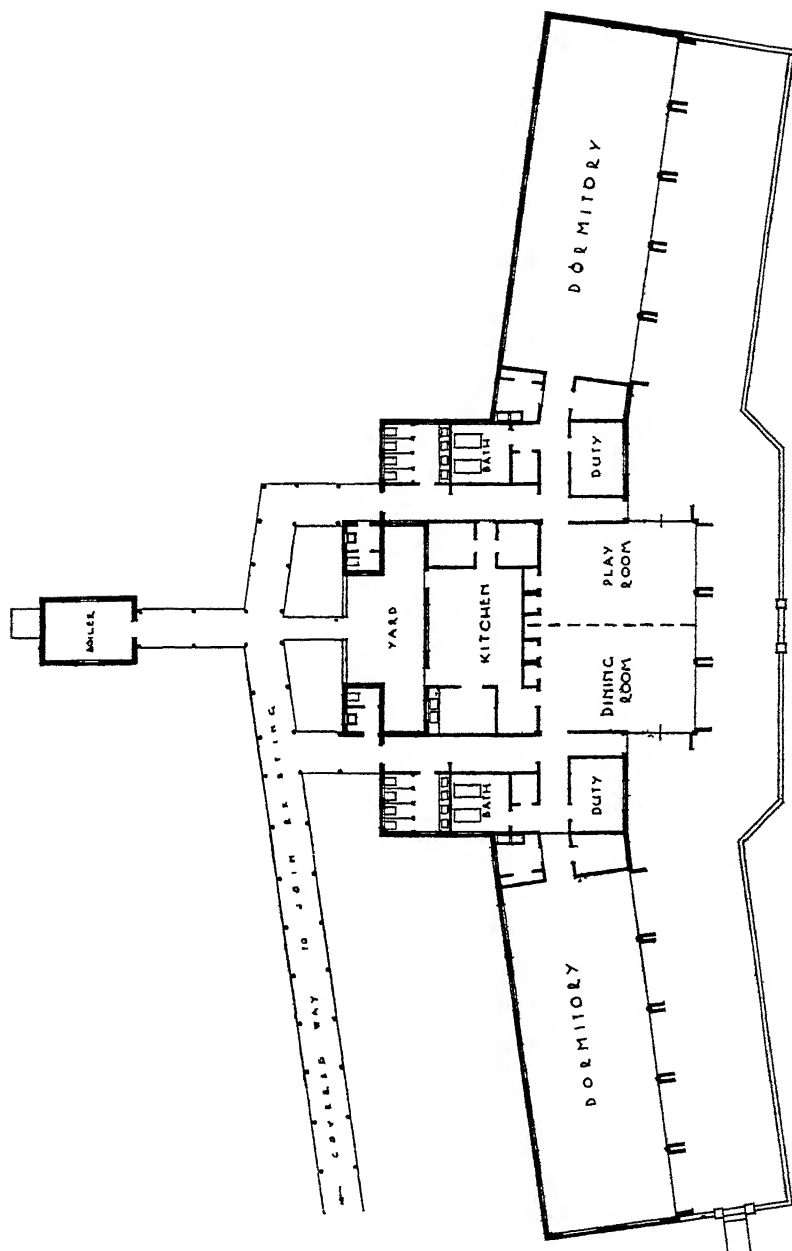 DORMITORY
BATH
DUTY
BOILER
YARD
KITCHEN
PLAY
ROOM
DINING
ROOM
BATH
DUTY
DORMITORY
← COVERED WAY TO JOIN EXISTING